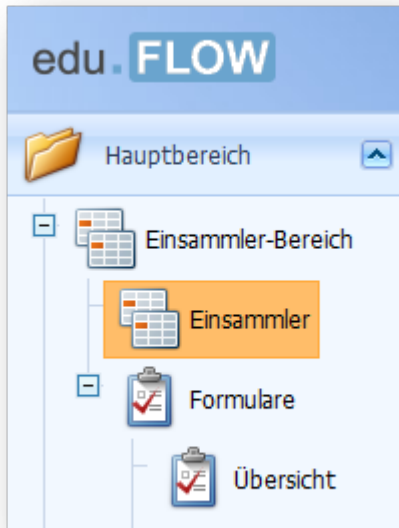 edu.FLOW
Hauptbereich
Einsammler-Bereich
Einsammler
Formulare
Übersicht